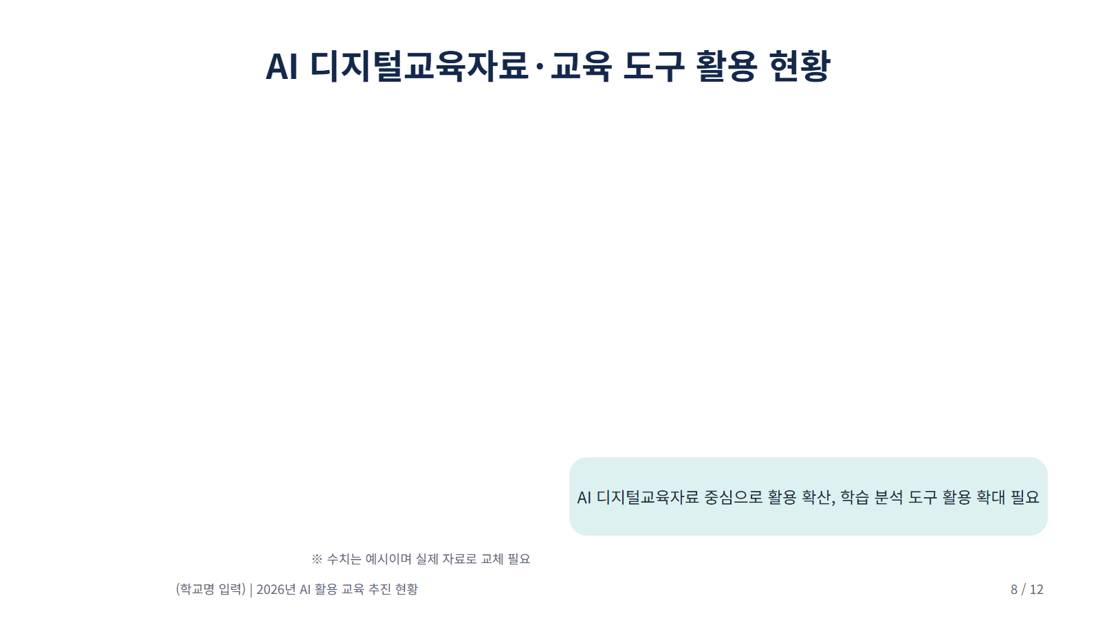 AI 디지털교육자료·교육 도구 활용 현황
AI 디지털교육자료 중심으로 활용 확산, 학습 분석 도구 활용 확대 필요
※ 수치는 예시이며 실제 자료로 교체 필요
(학교명 입력) | 2026년 AI 활용 교육 추진 현황
8 / 12